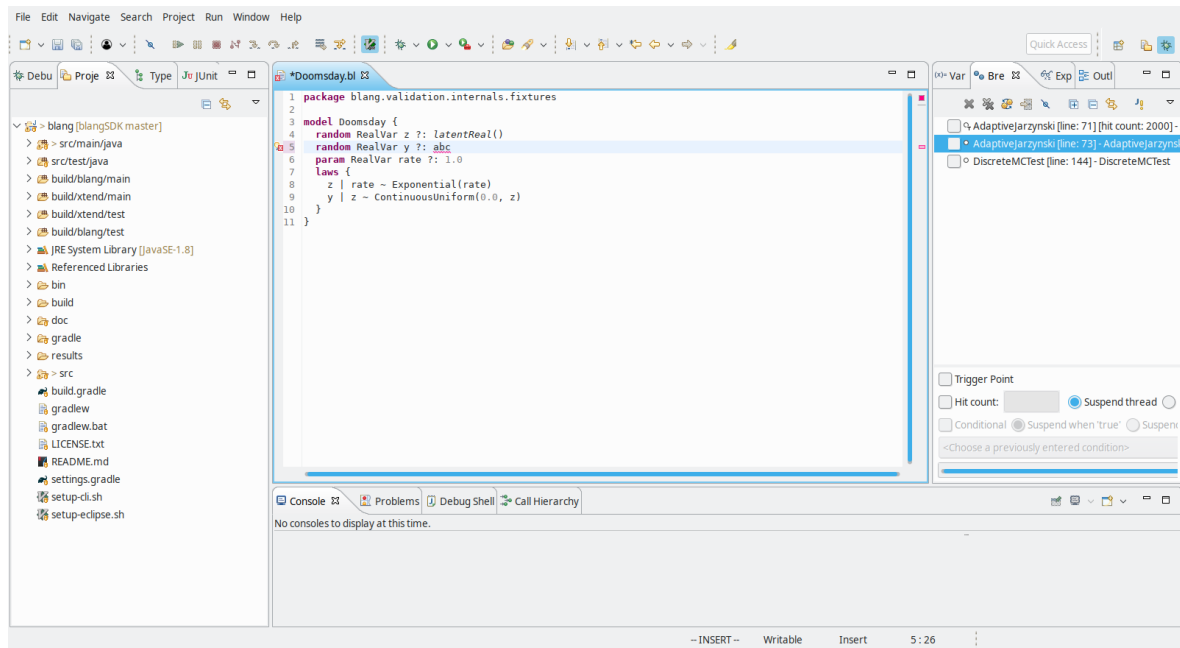 File Edit Navigate Search Project Run Window Help
Quick Access
Debu Proje Type JUnit
*Doomsday.bl
(x)= Var Bre Exp Outl
> blang [blangSDK master]
> src/main/java
src/test/java
build/blang/main
build/xtend/main
build/xtend/test
build/blang/test
JRE System Library [JavaSE-1.8]
Referenced Libraries
bin
build
doc
gradle
results
> src
build.gradle
gradlew
gradlew.bat
LICENSE.txt
README.md
settings.gradle
setup-cli.sh
setup-eclipse.sh
1 package blang.validation.internals.fixtures
2
3 model Doomsday {
4 random RealVar z ?: latentReal()
5 random RealVar y ?: abc
6 param RealVar rate ?: 1.0
7 laws {
8 z | rate ~ Exponential(rate)
9 y | z ~ ContinuousUniform(0.0, z)
10 }
11 }
AdaptiveJarzynski [line: 71] [hit count: 2000] -
AdaptiveJarzynski [line: 73] - AdaptiveJarzynski
DiscreteMCTest [line: 144] - DiscreteMCTest
Trigger Point
Hit count: Suspend thread
Conditional Suspend when 'true' Suspen
<Choose a previously entered condition>
Console Problems Debug Shell Call Hierarchy
No consoles to display at this time.
-- INSERT -- Writable Insert 5 : 26